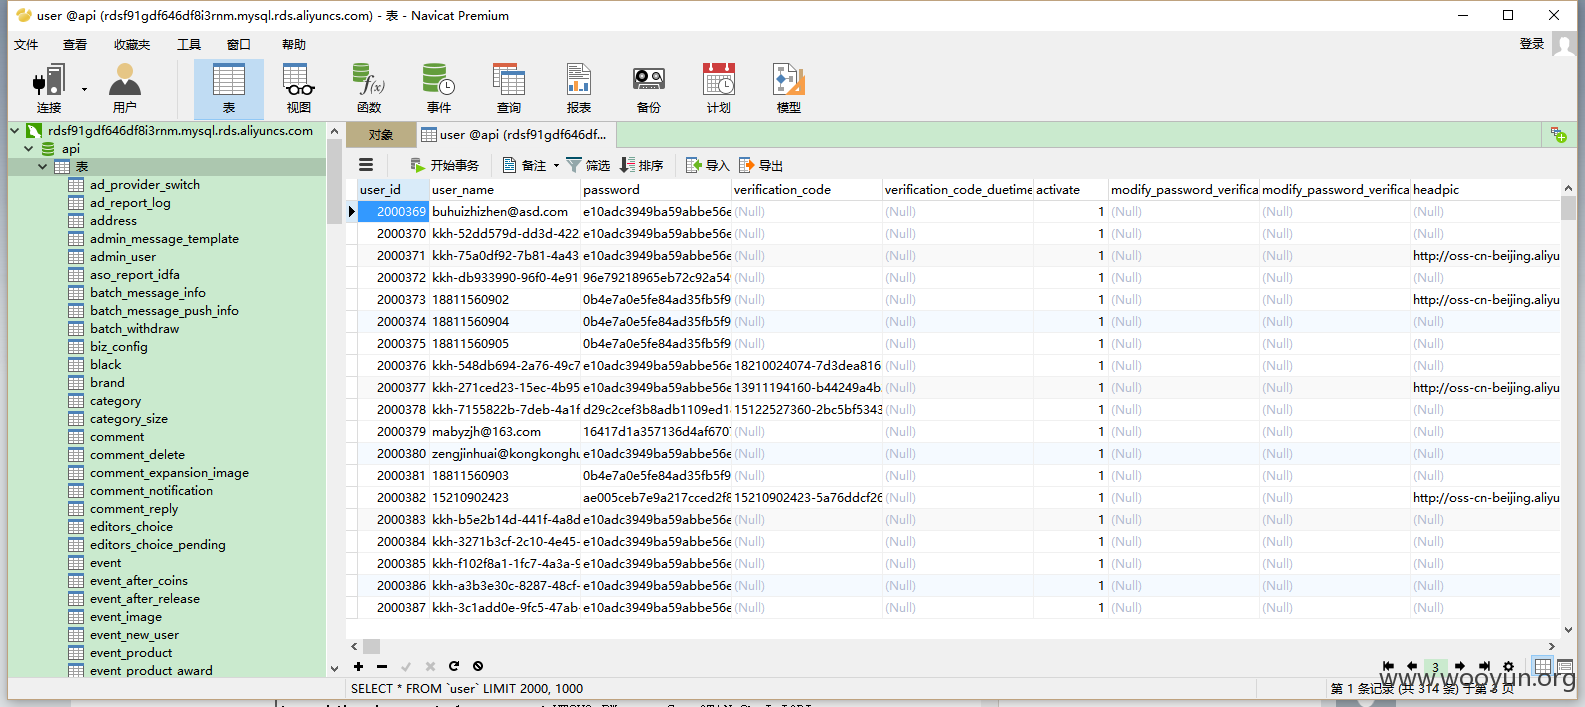 user @api (rdsf91gdf646df8i3rnm.mysql.rds.aliyuncs.com) - 表 - Navicat Premium
文件 查看 收藏夹 工具 窗口 帮助 登录
连接 用户 表 视图 函数 事件 查询 报表 备份 计划 模型
rdsf91gdf646df8i3rnm.mysql.rds.aliyuncs.com
api
表
ad_provider_switch
ad_report_log
address
admin_message_template
admin_user
aso_report_idfa
batch_message_info
batch_message_push_info
batch_withdraw
biz_config
black
brand
category
category_size
comment
comment_delete
comment_expansion_image
comment_notification
comment_reply
editors_choice
editors_choice_pending
event
event_after_coins
event_after_release
event_image
event_new_user
event_product
event_product_award
对象 user @api (rdsf91gdf646df...
开始事务 备注 筛选 排序 导入 导出
user_id user_name password verification_code verification_code_duetime activate modify_password_verifica modify_password_verifica headpic
2000369 buhuizhizhen@asd.com e10adc3949ba59abbe56e (Null) (Null) 1 (Null) (Null) (Null)
2000370 kkh-52dd579d-dd3d-422 e10adc3949ba59abbe56e (Null) (Null) 1 (Null) (Null) (Null)
2000371 kkh-75a0df92-7b81-4a43 e10adc3949ba59abbe56e (Null) (Null) 1 (Null) (Null) http://oss-cn-beijing.aliyu
2000372 kkh-db933990-96f0-4e91 96e79218965eb72c92a549 (Null) (Null) 1 (Null) (Null) (Null)
2000373 18811560902 0b4e7a0e5fe84ad35fb5f9 (Null) (Null) 1 (Null) (Null) http://oss-cn-beijing.aliyu
2000374 18811560904 0b4e7a0e5fe84ad35fb5f9 (Null) (Null) 1 (Null) (Null) (Null)
2000375 18811560905 0b4e7a0e5fe84ad35fb5f9 (Null) (Null) 1 (Null) (Null) (Null)
2000376 kkh-548db694-2a76-49c7 e10adc3949ba59abbe56e 18210024074-7d3dea816 (Null) 1 (Null) (Null) (Null)
2000377 kkh-271ced23-15ec-4b95 e10adc3949ba59abbe56e 13911194160-b44249a4b (Null) 1 (Null) (Null) http://oss-cn-beijing.aliyu
2000378 kkh-7155822b-7deb-4a1f d29c2cef3b8adb1109ed1 15122527360-2bc5bf5343 (Null) 1 (Null) (Null) (Null)
2000379 mabyzjh@163.com 16417d1a357136d4af670 (Null) (Null) 1 (Null) (Null) (Null)
2000380 zengjinhuai@kongkonghu e10adc3949ba59abbe56e (Null) (Null) 1 (Null) (Null) (Null)
2000381 18811560903 0b4e7a0e5fe84ad35fb5f9 (Null) (Null) 1 (Null) (Null) (Null)
2000382 15210902423 ae005ceb7e9a217cced2f8 15210902423-5a76ddcf26 (Null) 1 (Null) (Null) http://oss-cn-beijing.aliyu
2000383 kkh-b5e2b14d-441f-4a8d e10adc3949ba59abbe56e (Null) (Null) 1 (Null) (Null) (Null)
2000384 kkh-3271b3cf-2c10-4e45- e10adc3949ba59abbe56e (Null) (Null) 1 (Null) (Null) (Null)
2000385 kkh-f102f8a1-1fc7-4a3a-9 e10adc3949ba59abbe56e (Null) (Null) 1 (Null) (Null) (Null)
2000386 kkh-a3b3e30c-8287-48cf- e10adc3949ba59abbe56e (Null) (Null) 1 (Null) (Null) (Null)
2000387 kkh-3c1add0e-9fc5-47ab- e10adc3949ba59abbe56e (Null) (Null) 1 (Null) (Null) (Null)
3
SELECT * FROM `user` LIMIT 2000, 1000 第 1 条记录 (共 314 条) 于第 3 页
www.wooyun.org